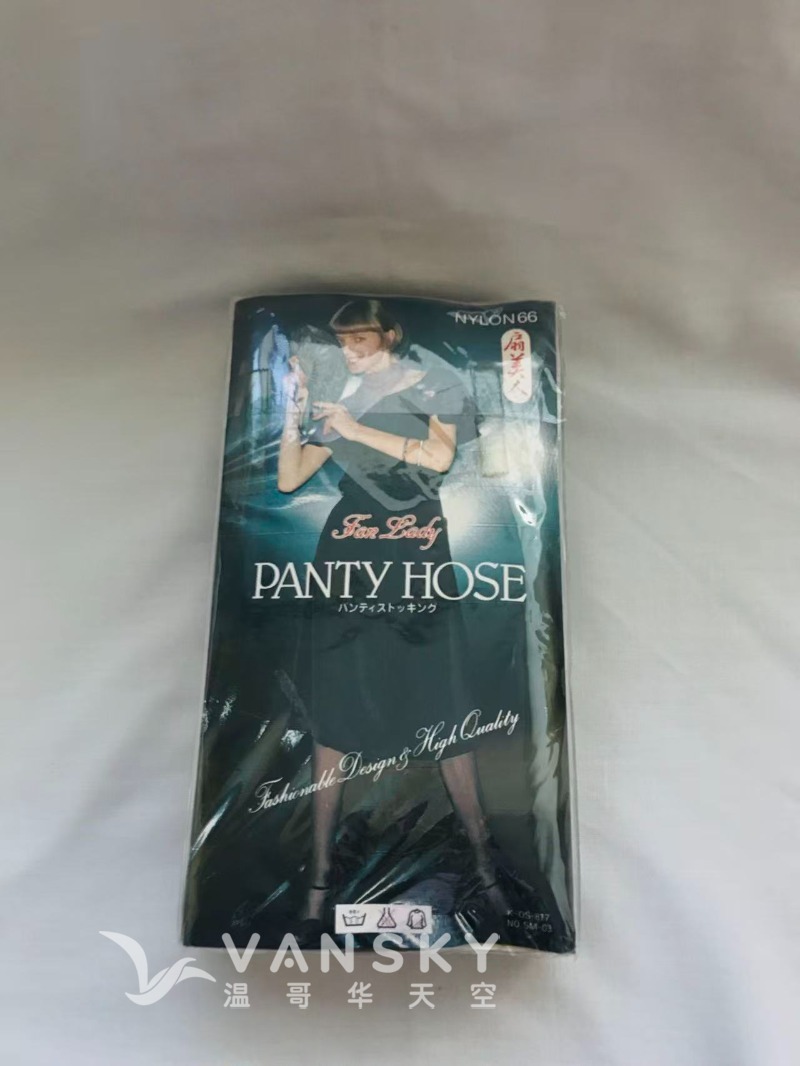 NYLON66
扇美人
Fan Lady
PANTY HOSE
パンティストッキング
Fashionable Design & High Quality
VANSKY
温哥华天空